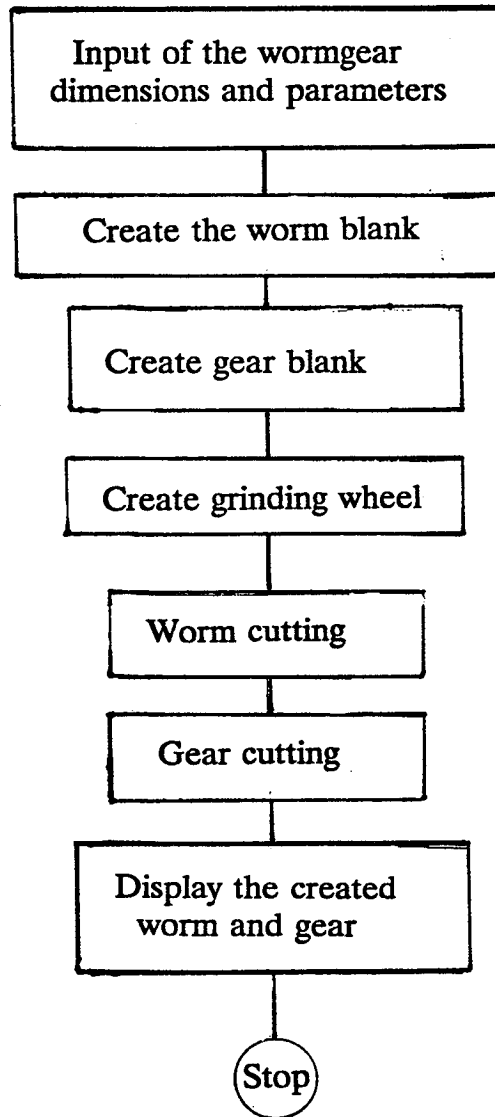 Input of the wormgear
dimensions and parameters
Create the worm blank
Create gear blank
Create grinding wheel
Worm cutting
Gear cutting
Display the created
worm and gear
Stop